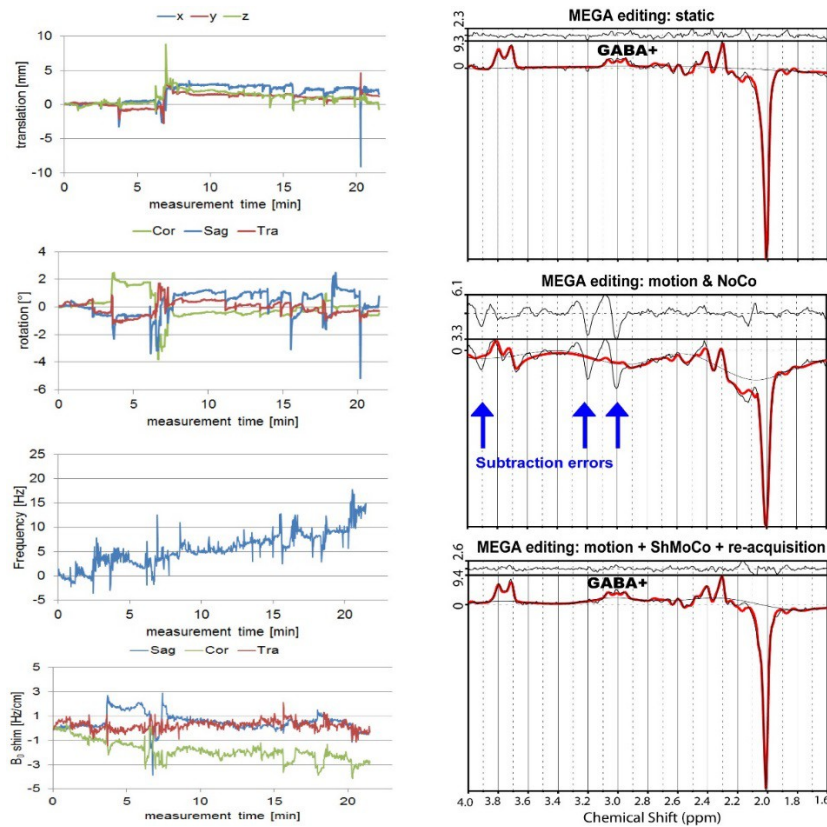 x y z
translation [mm]
10
5
0
-5
-10
0 5 10 15 20
measurement time [min]
Cor Sag Tra
rotation [°]
4
2
0
-2
-4
-6
0 5 10 15 20
measurement time [min]
Frequency [Hz]
25
20
15
10
5
0
-5
0 5 10 15 20
measurement time [min]
Sag Cor Tra
B0 shim [Hz/cm]
5
3
1
-1
-3
-5
0 5 10 15 20
measurement time [min]
MEGA editing: static
2.3
9.3
0
GABA+
MEGA editing: motion & NoCo
6.1
3.3
0
Subtraction errors
MEGA editing: motion + ShMoCo + re-acquisition
2.6
9.4
0
GABA+
4.0 3.8 3.6 3.4 3.2 3.0 2.8 2.6 2.4 2.2 2.0 1.8 1.6
Chemical Shift (ppm)